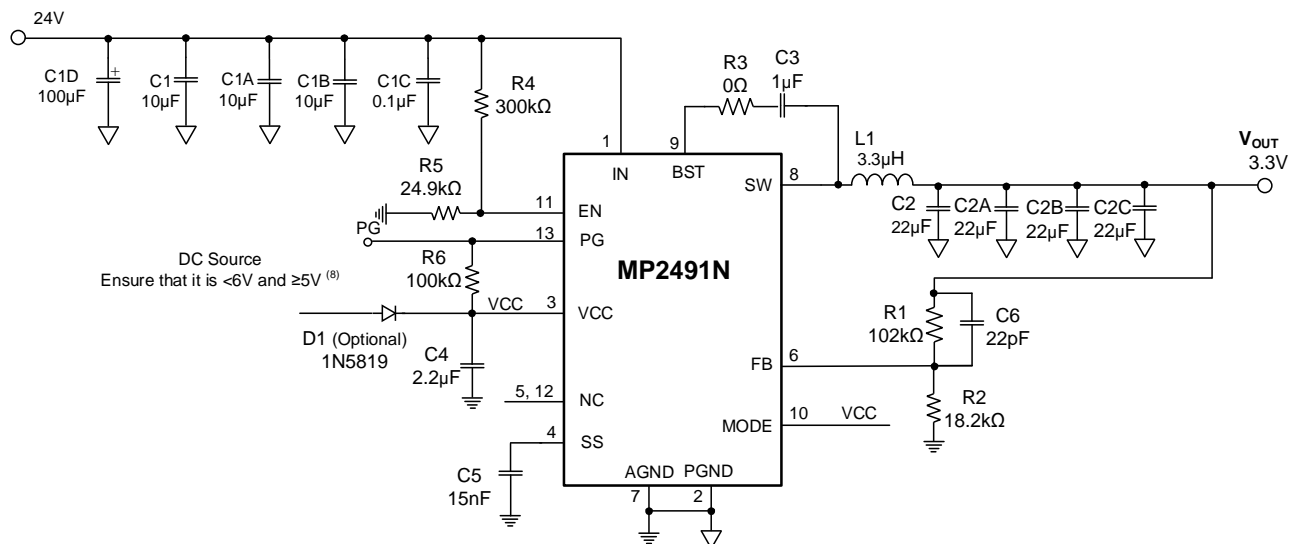 24V
C1D
100µF
+
C1
10µF
C1A
10µF
C1B
10µF
C1C
0.1µF
R4
300kΩ
R3
0Ω
C3
1µF
1
IN
9
BST
L1
3.3µH
VOUT
3.3V
SW
8
C2
22µF
C2A
22µF
C2B
22µF
C2C
22µF
R5
24.9kΩ
11
EN
PG
13
PG
MP2491N
DC Source
Ensure that it is <6V and ≥5V (8)
R6
100kΩ
VCC
3
VCC
D1 (Optional)
1N5819
C4
2.2µF
R1
102kΩ
C6
22pF
FB
6
R2
18.2kΩ
5, 12
NC
MODE
10
VCC
4
SS
C5
15nF
AGND
PGND
7
2